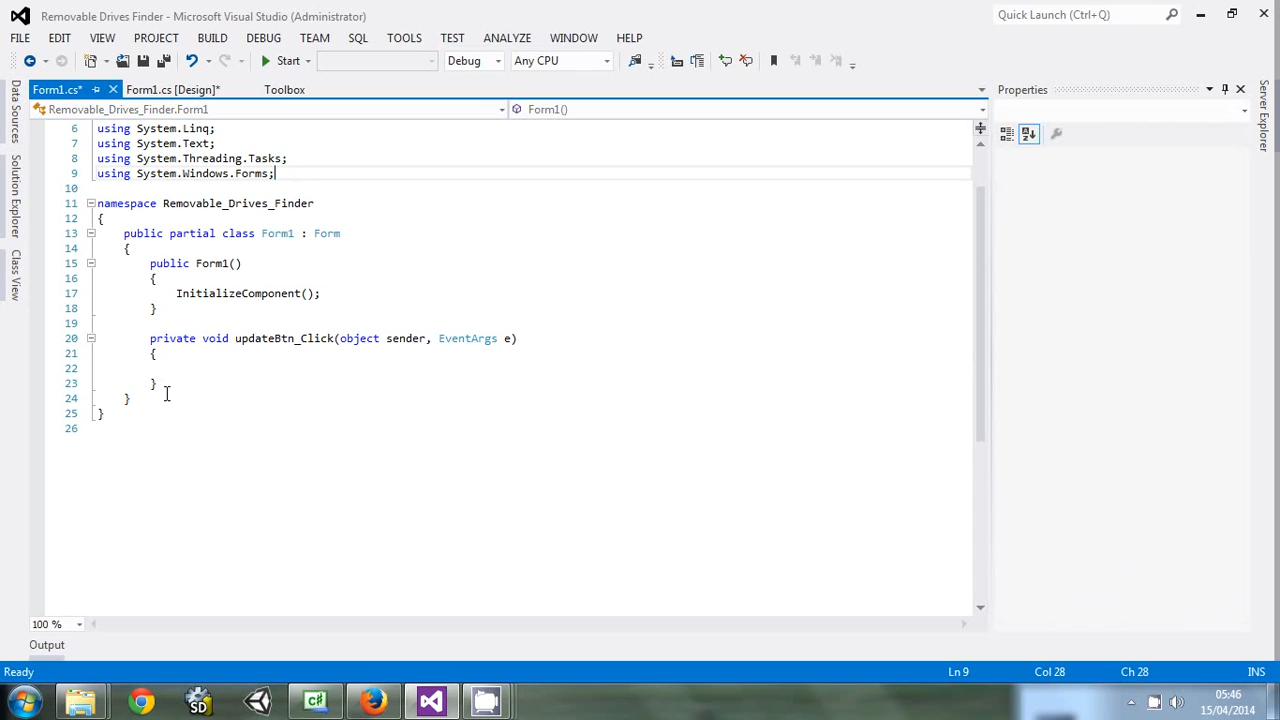 Removable Drives Finder - Microsoft Visual Studio (Administrator)
Quick Launch (Ctrl+Q)
FILE EDIT VIEW PROJECT BUILD DEBUG TEAM SQL TOOLS TEST ANALYZE WINDOW HELP
Start Debug Any CPU
Form1.cs* Form1.cs [Design]* Toolbox
Properties
Removable_Drives_Finder.Form1 Form1()
Data Sources
Solution Explorer
Class View
Server Explorer
6 using System.Linq;
7 using System.Text;
8 using System.Threading.Tasks;
9 using System.Windows.Forms;
10
11 namespace Removable_Drives_Finder
12 {
13 public partial class Form1 : Form
14 {
15 public Form1()
16 {
17 InitializeComponent();
18 }
19
20 private void updateBtn_Click(object sender, EventArgs e)
21 {
22
23 }
24 }
25 }
26
100 %
Output
Ready Ln 9 Col 28 Ch 28 INS
SD
C#
05:46
15/04/2014